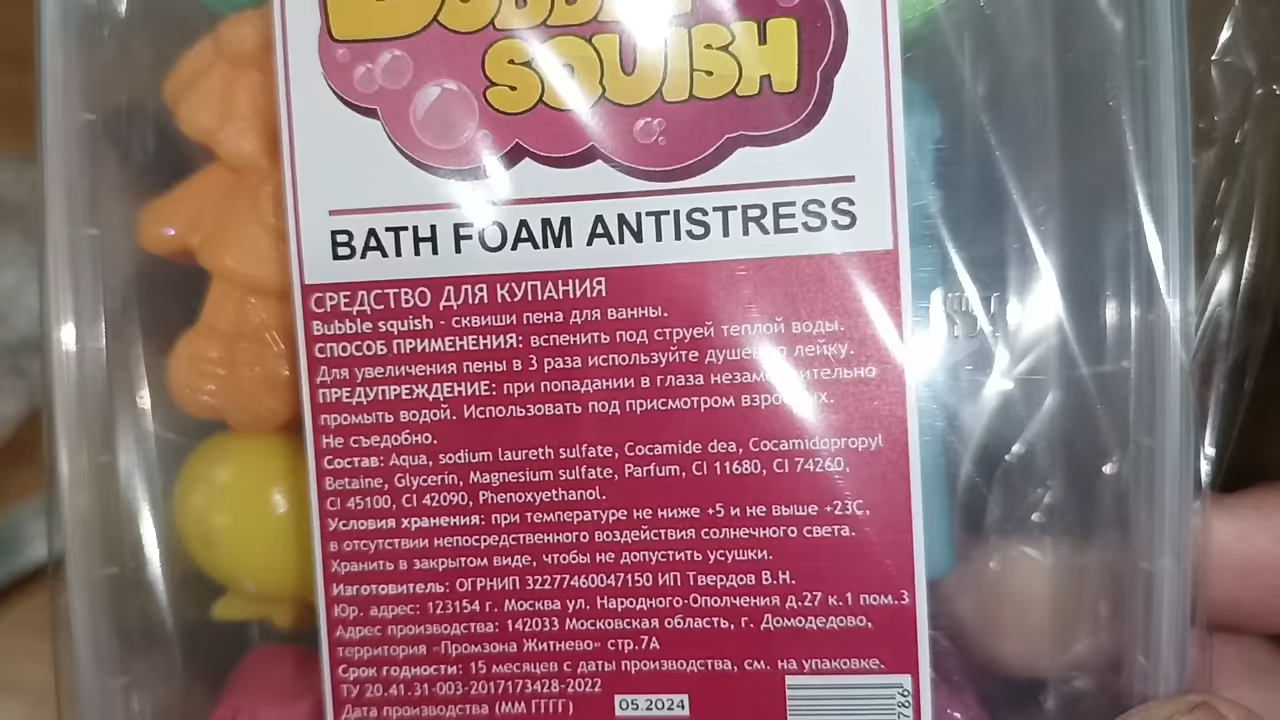 BUBBLE
SQUISH
BATH FOAM ANTISTRESS
СРЕДСТВО ДЛЯ КУПАНИЯ
Bubble squish - сквиши пена для ванны.
СПОСОБ ПРИМЕНЕНИЯ: вспенить под струей теплой воды.
Для увеличения пены в 3 раза используйте лейку.
ПРЕДУПРЕЖДЕНИЕ: при попадании в глаза
промыть водой. Использовать под присмотром
Не съедобно.
Состав: Aqua, sodium laureth sulfate, Cocamide dea, Cocamidopropyl
Betaine, Glycerin, Magnesium sulfate, Parfum, CI 11680, CI 74260,
CI 45100, CI 42090, Phenoxyethanol.
Условия хранения: при температуре не ниже +5 и не выше +23С,
в отсутствии непосредственного воздействия солнечного света.
Хранить в закрытом виде, чтобы не допустить усушки.
Изготовитель: ОГРНИП 32277460047150 ИП Твердов В.Н.
Юр. адрес: 123154 г. Москва ул. Народного-Ополчения д.27 к.1 пом.3
Адрес производства: 142033 Московская область, г. Домодедово,
территория "Промзона Житнево" стр.7А
Срок годности: 15 месяцев с даты производства, см. на упаковке.
ТУ 20.41.31-003-2017173428-2022
Дата производства (ММ ГГГГ) 05.2024
786